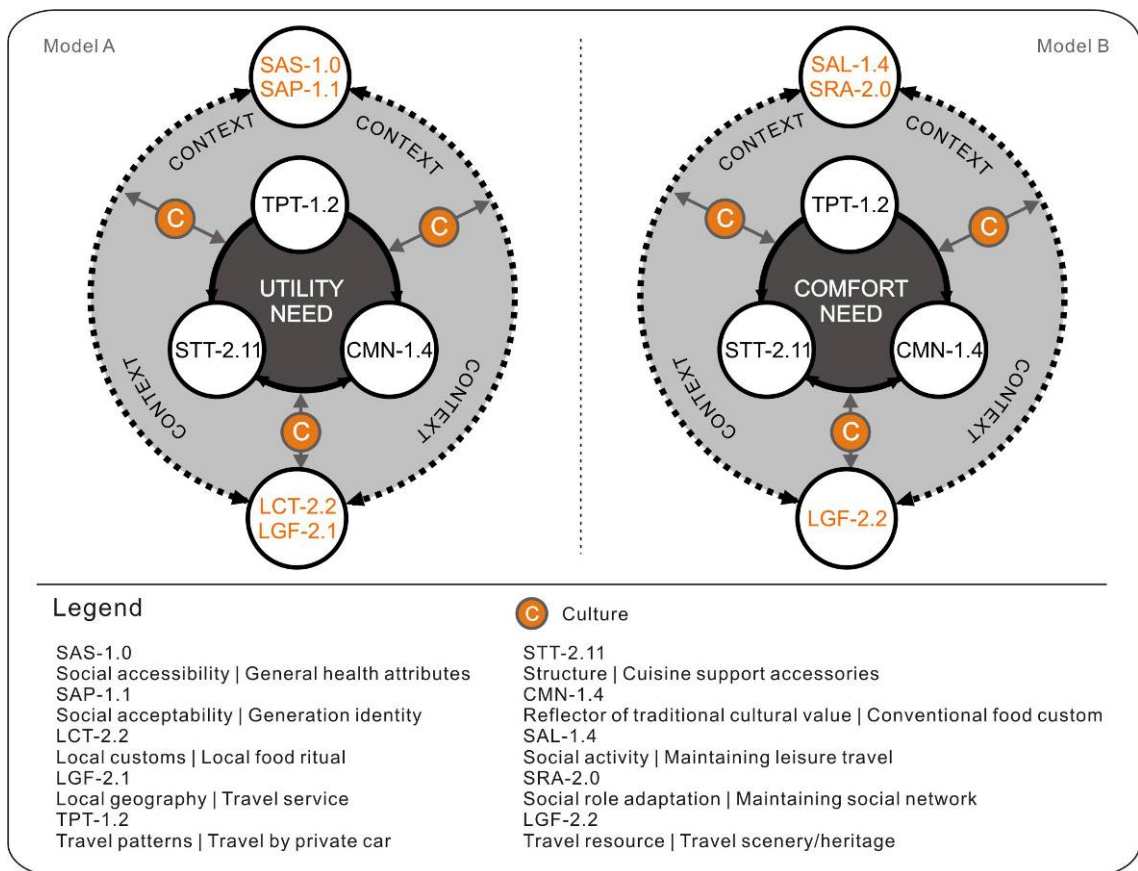 Model A
SAS-1.0
SAP-1.1
CONTEXT
CONTEXT
TPT-1.2
C
C
UTILITY
NEED
STT-2.11
CMN-1.4
CONTEXT
CONTEXT
C
LCT-2.2
LGF-2.1
Model B
SAL-1.4
SRA-2.0
CONTEXT
CONTEXT
TPT-1.2
C
C
COMFORT
NEED
STT-2.11
CMN-1.4
CONTEXT
CONTEXT
C
LGF-2.2
Legend
SAS-1.0
Social accessibility | General health attributes
SAP-1.1
Social acceptability | Generation identity
LCT-2.2
Local customs | Local food ritual
LGF-2.1
Local geography | Travel service
TPT-1.2
Travel patterns | Travel by private car
C Culture
STT-2.11
Structure | Cuisine support accessories
CMN-1.4
Reflector of traditional cultural value | Conventional food custom
SAL-1.4
Social activity | Maintaining leisure travel
SRA-2.0
Social role adaptation | Maintaining social network
LGF-2.2
Travel resource | Travel scenery/heritage